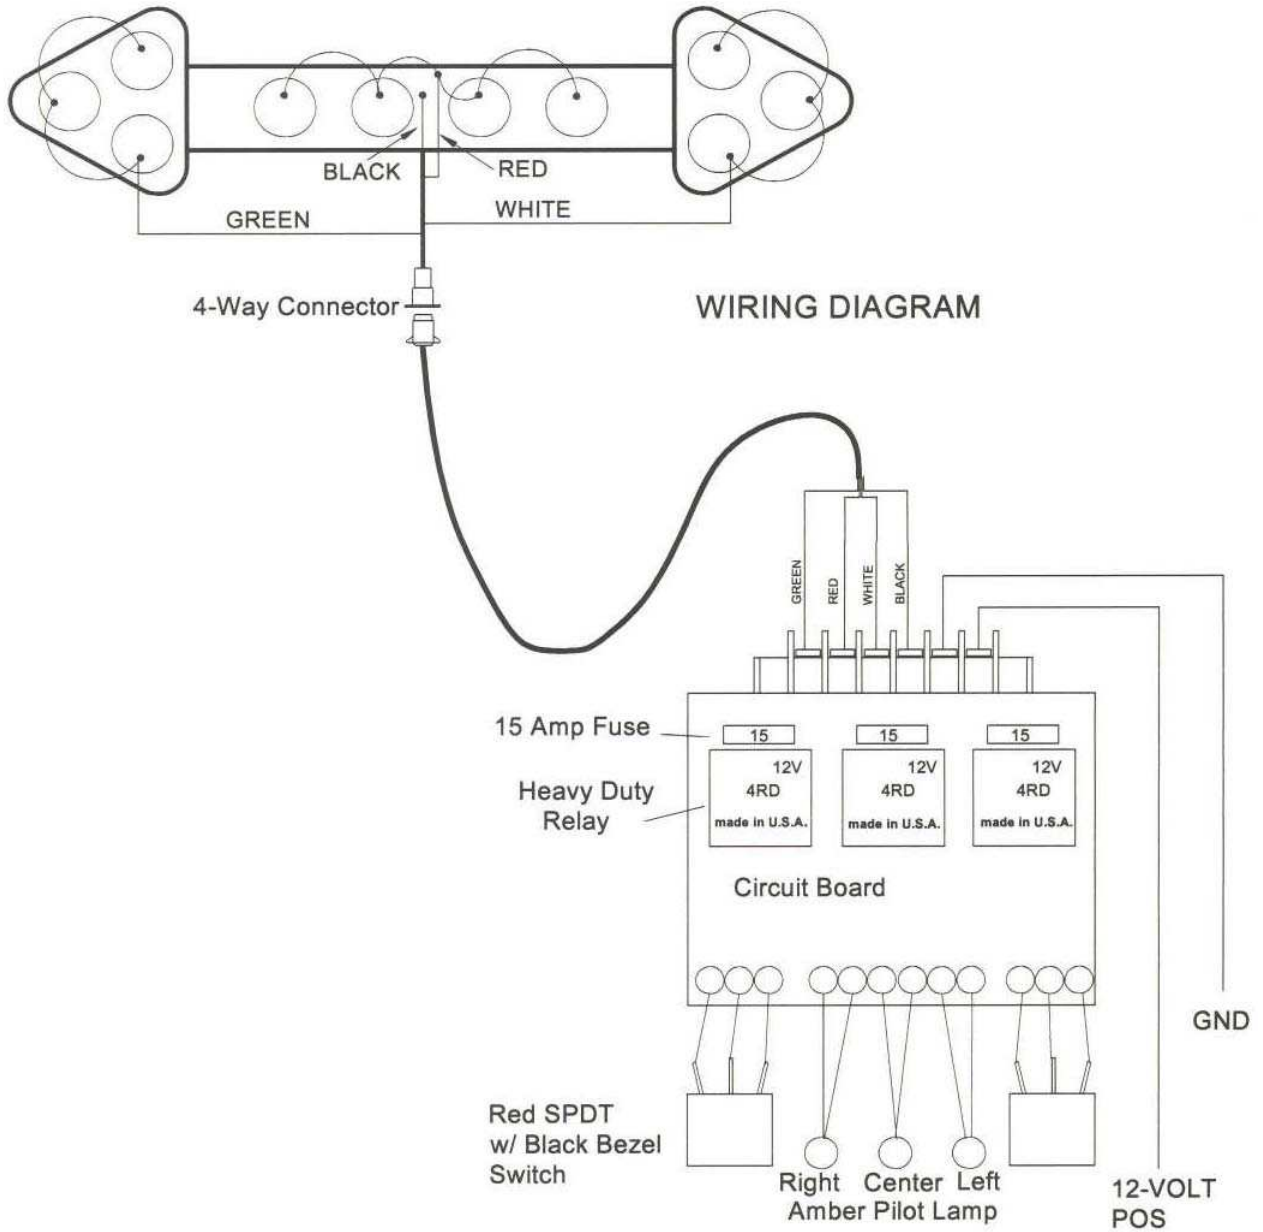 BLACK
RED
GREEN
WHITE
4-Way Connector
WIRING DIAGRAM
GREEN
RED
WHITE
BLACK
15 Amp Fuse
15
15
15
Heavy Duty
Relay
12V
4RD
made in U.S.A.
12V
4RD
made in U.S.A.
12V
4RD
made in U.S.A.
Circuit Board
GND
Red SPDT
w/ Black Bezel
Switch
Right
Center
Left
Amber Pilot Lamp
12-VOLT
POS